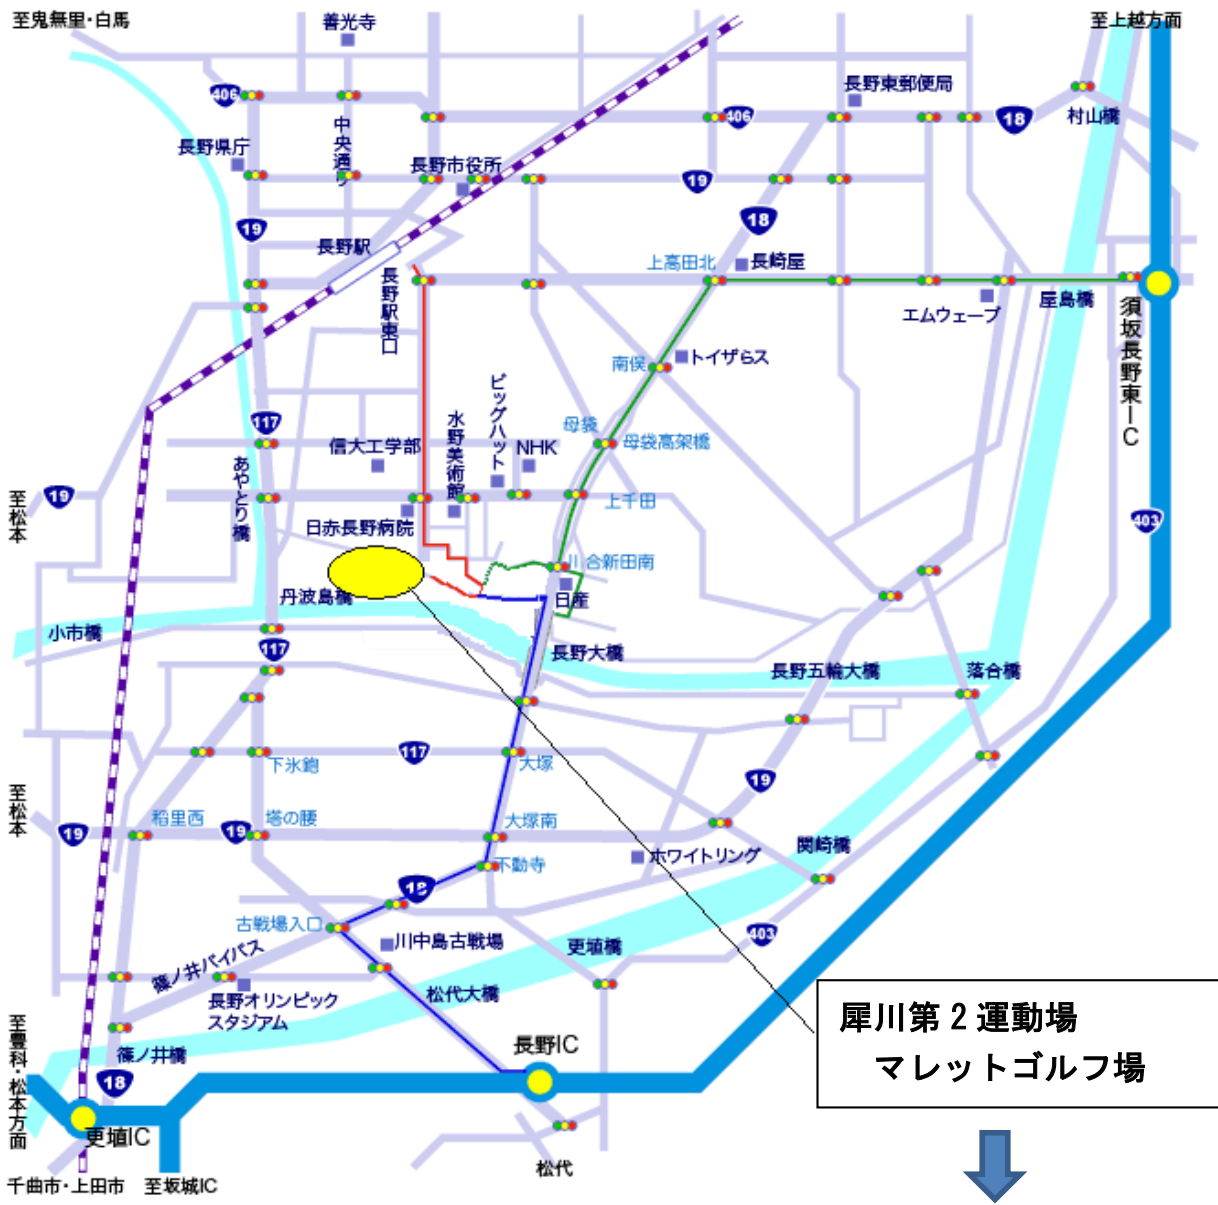 至鬼無里・白馬
善光寺
至上越方面
406
長野東郵便局
406
18
村山橋
中央通り
長野県庁
長野市役所
19
19
18
長野駅
上高田北
長崎屋
長野駅東口
エムウェーブ
屋島橋
須坂長野東IC
南俣
トイザらス
ビッグハット
水野美術館
母袋
母袋高架橋
117
信大工学部
NHK
あやとり橋
至松本
19
上千田
403
日赤長野病院
川合新田南
丹波島橋
日産
小市橋
117
長野大橋
長野五輪大橋
落合橋
117
下氷鉋
大塚
19
至松本
稲里西
塔の腰
大塚南
19
19
関崎橋
不動寺
ホワイトリング
18
古戦場入口
403
川中島古戦場
更埴橋
篠ノ井バイパス
松代大橋
長野オリンピック
スタジアム
犀川第2運動場
マレットゴルフ場
至豊科・松本方面
篠ノ井橋
長野IC
18
更埴IC
松代
千曲市・上田市
至坂城IC